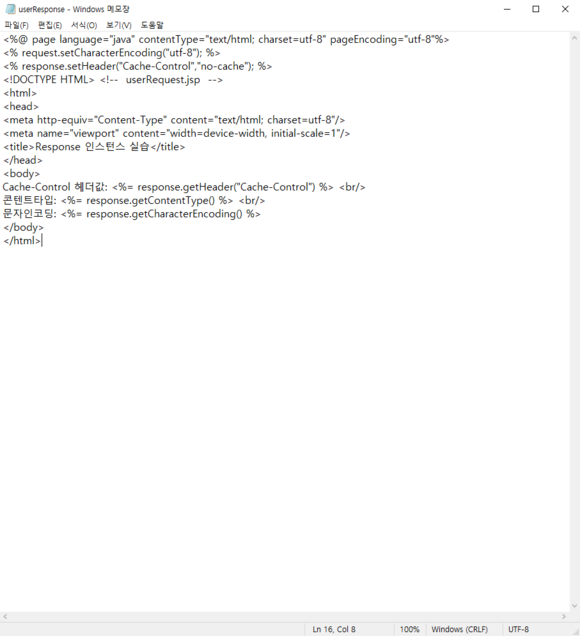 userResponse - Windows 메모장
파일(F) 편집(E) 서식(O) 보기(V) 도움말
<%@ page language="java" contentType="text/html; charset=utf-8" pageEncoding="utf-8"%>
<% request.setCharacterEncoding("utf-8"); %>
<% response.setHeader("Cache-Control","no-cache"); %>
<!DOCTYPE HTML> <!-- userRequest.jsp -->
<html>
<head>
<meta http-equiv="Content-Type" content="text/html; charset=utf-8"/>
<meta name="viewport" content="width=device-width, initial-scale=1"/>
<title>Response 인스턴스 실습</title>
</head>
<body>
Cache-Control 헤더값: <%= response.getHeader("Cache-Control") %> <br/>
콘텐트타입: <%= response.getContentType() %> <br/>
문자인코딩: <%= response.getCharacterEncoding() %>
</body>
</html>
Ln 16, Col 8 100% Windows (CRLF) UTF-8